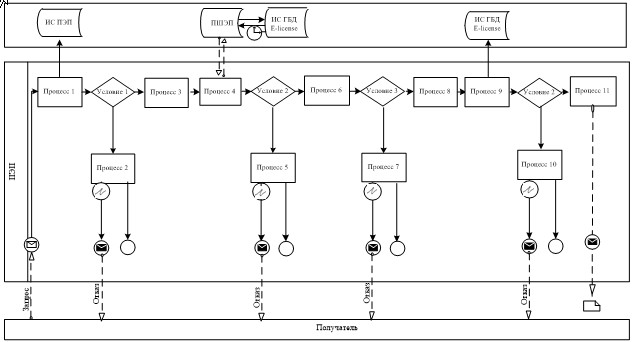 ИС ПЭП
ПШЭП
ИС ГБД
E-license
ИС ГБД
E-license
ПЭП
Процесс 1
Условие 1
Процесс 3
Процесс 4
Условие 2
Процесс 6
Условие 3
Процесс 8
Процесс 9
Условие 2
Процесс 11
Процесс 2
Процесс 5
Процесс 7
Процесс 10
Запрос
Отказ
Отказ
Отказ
Отказ
Получатель